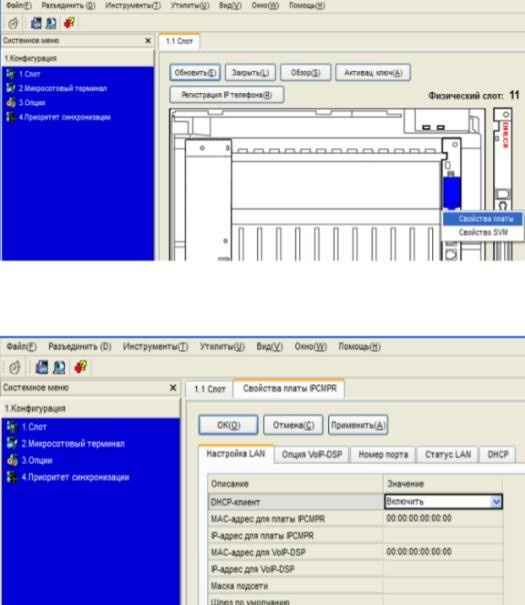 Файл(F) Разъединить (D) Инструменты(T) Утилиты(U) Вид(V) Окно(W) Помощь(H)
Системное меню x 1.1 Слот
1.Конфигурация
1.Слот
2.Микросотовый терминал
3.Опции
4.Приоритет синхронизации
Обновить(E) Закрыть(L) Обзор(S) Активац. ключ(A)
Регистрация IP телефона(R) Физический слот: 11
Свойства платы
Свойство SVM
Файл(F) Разъединить (D) Инструменты(T) Утилиты(U) Вид(V) Окно(W) Помощь(H)
Системное меню x 1.1 Слот Свойства платы IPCMPR
1.Конфигурация
1.Слот
2.Микросотовый терминал
3.Опции
4.Приоритет синхронизации
OK(O) Отмена(C) Применить(A)
Настройка LAN Опция VoIP-DSP Номер порта Статус LAN DHCP
Описание Значение
DHCP-клиент Включить
MAC-адрес для платы IPCMPR 00:00:00:00:00:00
IP-адрес для платы IPCMPR
MAC-адрес для VoIP-DSP 00:00:00:00:00:00
IP-адрес для VoIP-DSP
Маска подсети
Шлюз по умолчанию